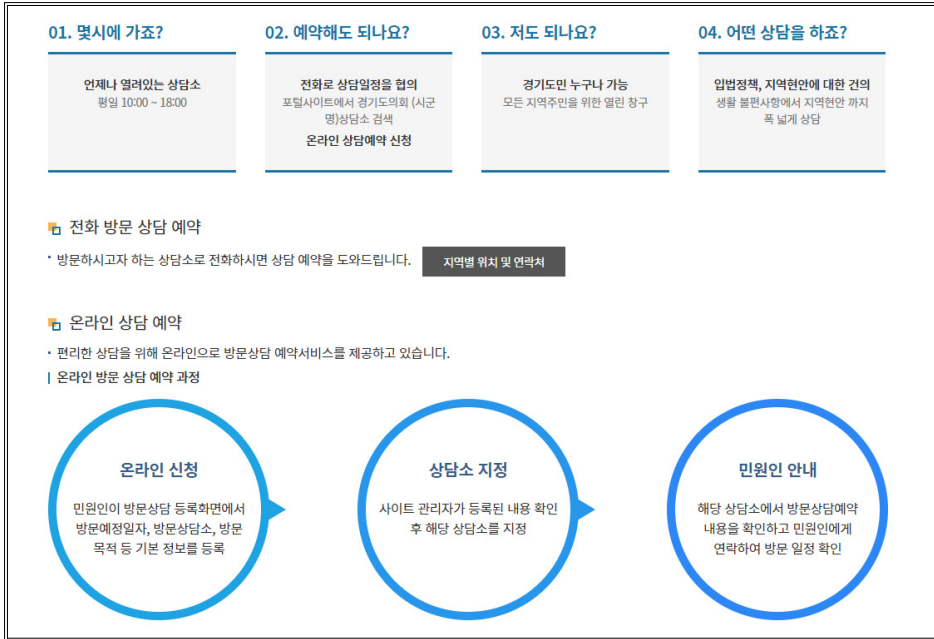 01. 몇시에 가죠?
언제나 열려있는 상담소
평일 10:00 ~ 18:00
02. 예약해도 되나요?
전화로 상담일정을 협의
포털사이트에서 경기도의회 (시군
명)상담소 검색
온라인 상담예약 신청
03. 저도 되나요?
경기도민 누구나 가능
모든 지역주민을 위한 열린 창구
04. 어떤 상담을 하죠?
입법정책, 지역현안에 대한 건의
생활 불편사항에서 지역현안 까지
폭 넓게 상담
전화 방문 상담 예약
방문하시고자 하는 상담소로 전화하시면 상담 예약을 도와드립니다. 지역별 위치 및 연락처
온라인 상담 예약
편리한 상담을 위해 온라인으로 방문상담 예약서비스를 제공하고 있습니다.
온라인 방문 상담 예약 과정
온라인 신청
민원인이 방문상담 등록화면에서
방문예정일자, 방문상담소, 방문
목적 등 기본 정보를 등록
상담소 지정
사이트 관리자가 등록된 내용 확인
후 해당 상담소를 지정
민원인 안내
해당 상담소에서 방문상담예약
내용을 확인하고 민원인에게
연락하여 방문 일정 확인